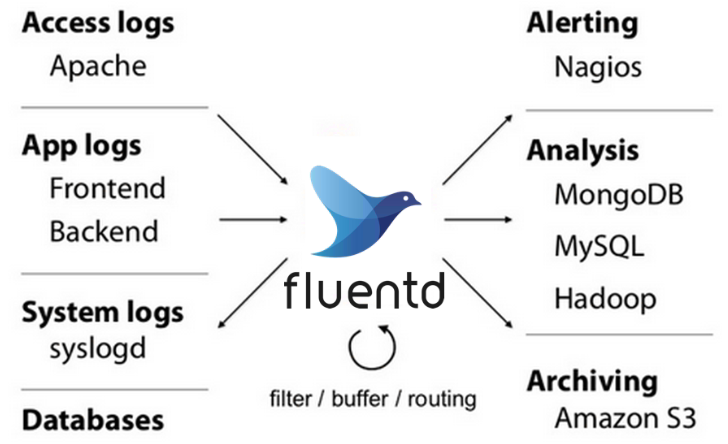 Access logs
Apache
App logs
Frontend
Backend
System logs
syslogd
Databases
fluentd
filter / buffer / routing
Alerting
Nagios
Analysis
MongoDB
MySQL
Hadoop
Archiving
Amazon S3